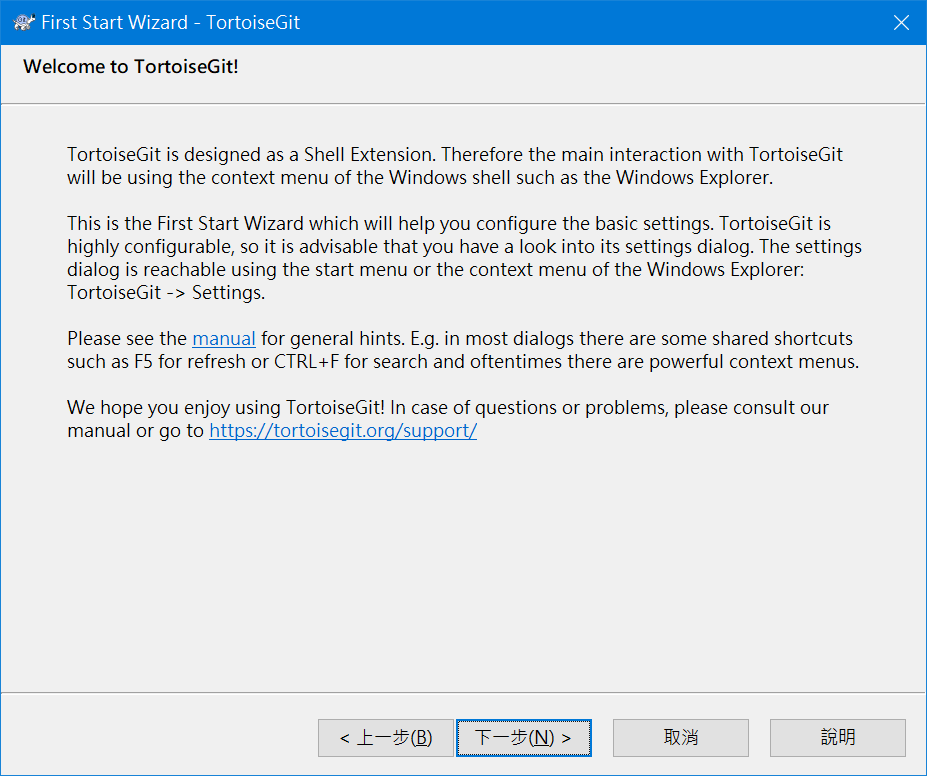 First Start Wizard - TortoiseGit
Welcome to TortoiseGit!
TortoiseGit is designed as a Shell Extension. Therefore the main interaction with TortoiseGit
will be using the context menu of the Windows shell such as the Windows Explorer.
This is the First Start Wizard which will help you configure the basic settings. TortoiseGit is
highly configurable, so it is advisable that you have a look into its settings dialog. The settings
dialog is reachable using the start menu or the context menu of the Windows Explorer:
TortoiseGit -> Settings.
Please see the manual for general hints. E.g. in most dialogs there are some shared shortcuts
such as F5 for refresh or CTRL+F for search and oftentimes there are powerful context menus.
We hope you enjoy using TortoiseGit! In case of questions or problems, please consult our
manual or go to https://tortoisegit.org/support/
< 上一步(B) 下一步(N) > 取消 說明